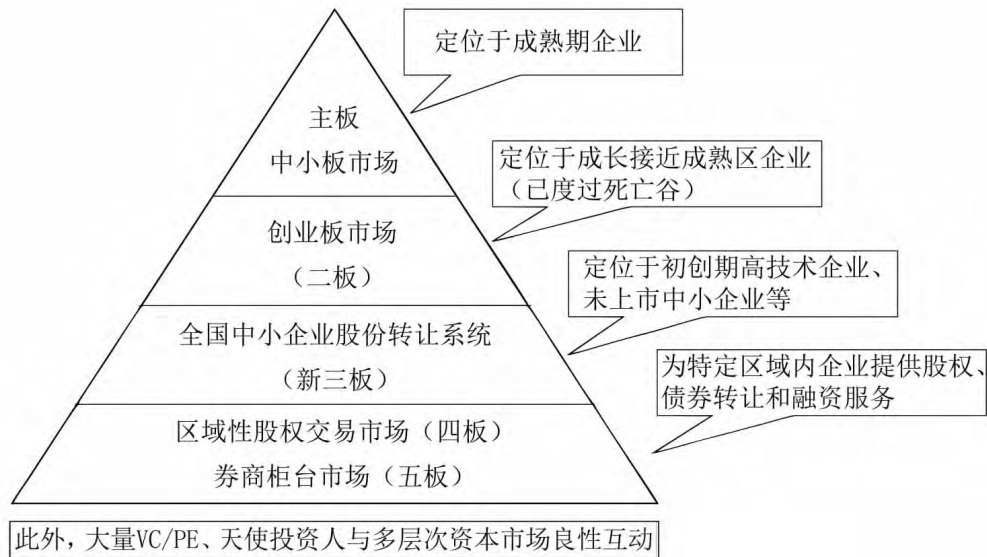 定位于成熟期企业
主板
中小板市场
定位于成长接近成熟区企业
（已度过死亡谷）
创业板市场
（二板）
定位于初创期高技术企业、
未上市中小企业等
全国中小企业股份转让系统
（新三板）
为特定区域内企业提供股权、
债券转让和融资服务
区域性股权交易市场（四板）
券商柜台市场（五板）
此外，大量VC/PE、天使投资人与多层次资本市场良性互动